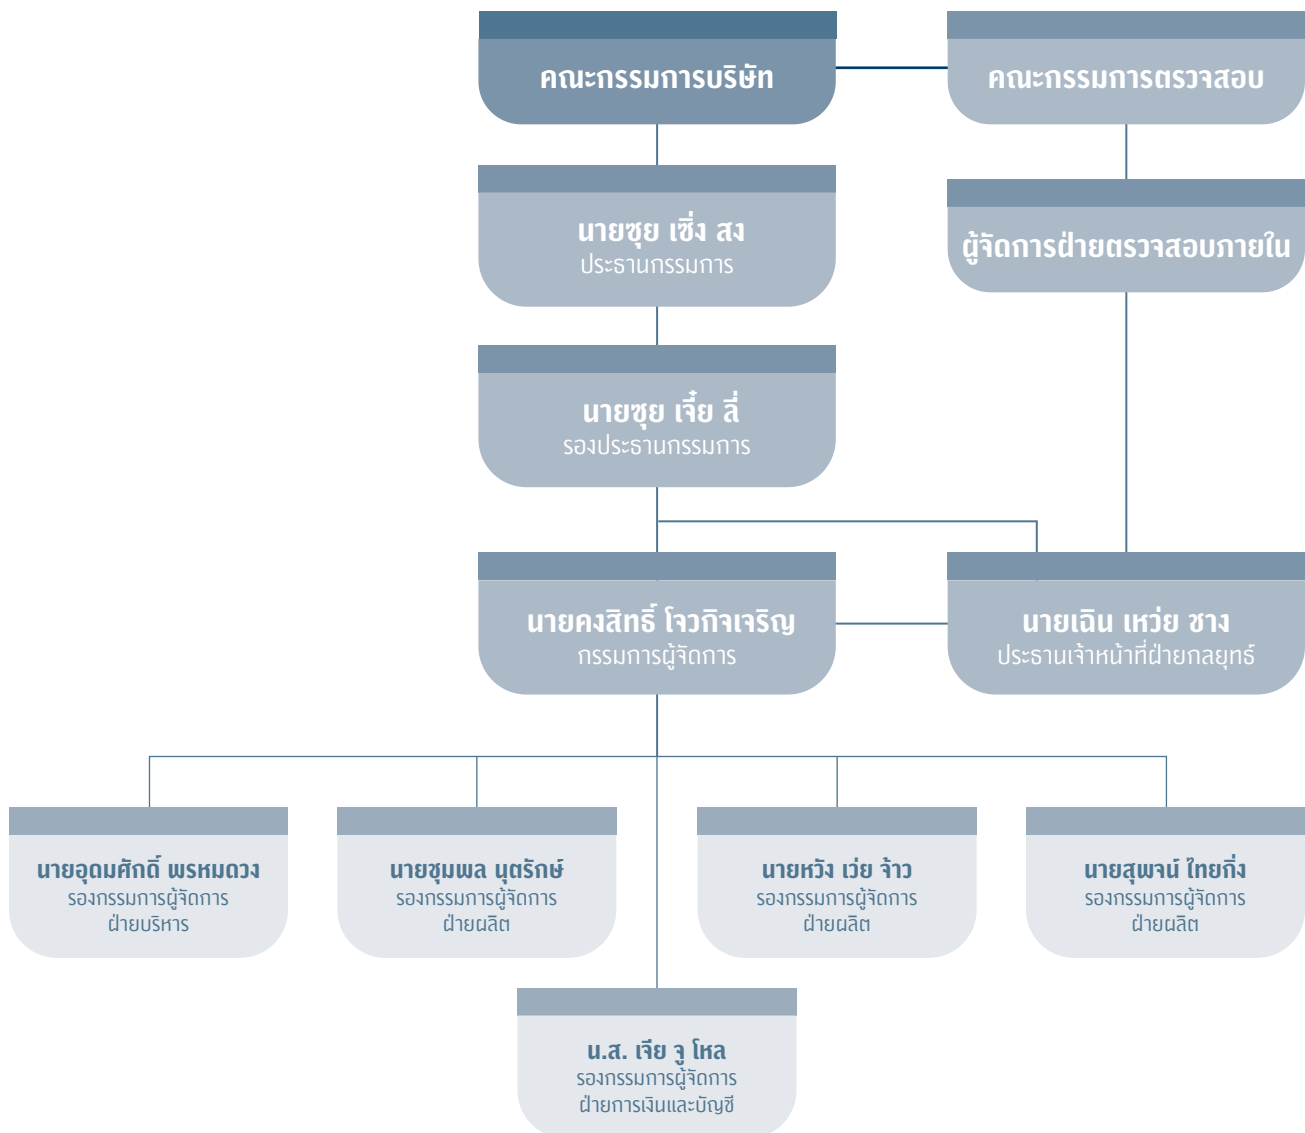 คณะกรรมการบริษัท
คณะกรรมการตรวจสอบ
นายซุย เซิ่ง สง
ประธานกรรมการ
ผู้จัดการฝ่ายตรวจสอบภายใน
นายซุย เจี๋ย ลี่
รองประธานกรรมการ
นายคงสิทธิ์ โจวกิจเจริญ
กรรมการผู้จัดการ
นายเฉิน เหว่ย ชาง
ประธานเจ้าหน้าที่ฝ่ายกลยุทธ์
นายอุดมศักดิ์ พรหมดวง
รองกรรมการผู้จัดการ
ฝ่ายบริหาร
นายชุมพล นุตรักษ์
รองกรรมการผู้จัดการ
ฝ่ายผลิต
นายหวัง เว่ย จ้าว
รองกรรมการผู้จัดการ
ฝ่ายผลิต
นายสุพจน์ ไทยกิ่ง
รองกรรมการผู้จัดการ
ฝ่ายผลิต
น.ส. เจีย จู โหล
รองกรรมการผู้จัดการ
ฝ่ายการเงินและบัญชี